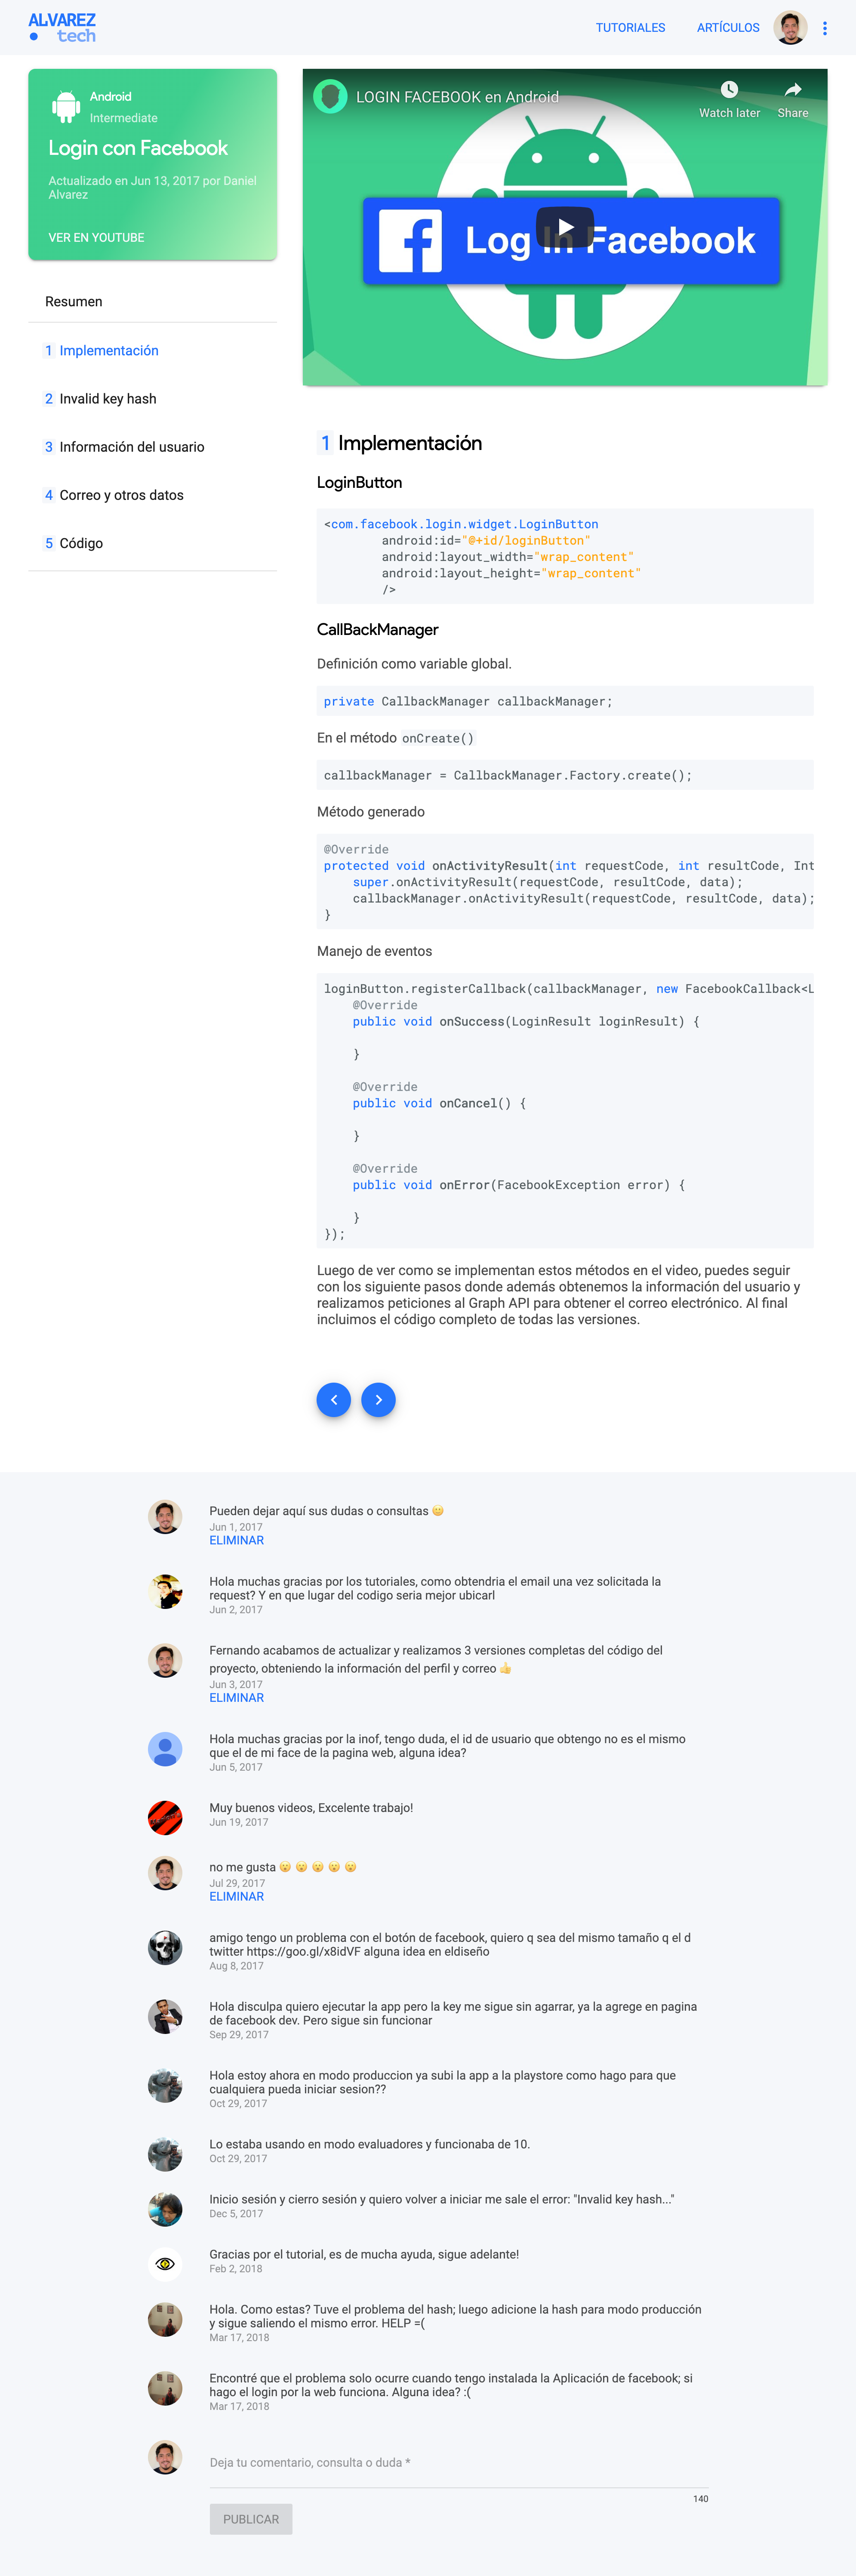 ALVAREZ
tech
TUTORIALES
ARTÍCULOS
Android
Intermediate
Login con Facebook
Actualizado en Jun 13, 2017 por Daniel
Alvarez
VER EN YOUTUBE
Resumen
1 Implementación
2 Invalid key hash
3 Información del usuario
4 Correo y otros datos
5 Código
LOGIN FACEBOOK en Android
Watch later
Share
Log In Facebook
1 Implementación
LoginButton
<com.facebook.login.widget.LoginButton
android:id="@+id/loginButton"
android:layout_width="wrap_content"
android:layout_height="wrap_content"
/>
CallBackManager
Definición como variable global.
private CallbackManager callbackManager;
En el método onCreate()
callbackManager = CallbackManager.Factory.create();
Método generado
@Override
protected void onActivityResult(int requestCode, int resultCode, Int
super.onActivityResult(requestCode, resultCode, data);
callbackManager.onActivityResult(requestCode, resultCode, data);
}
Manejo de eventos
loginButton.registerCallback(callbackManager, new FacebookCallback<L
@Override
public void onSuccess(LoginResult loginResult) {
}
@Override
public void onCancel() {
}
@Override
public void onError(FacebookException error) {
}
});
Luego de ver como se implementan estos métodos en el video, puedes seguir
con los siguiente pasos donde además obtenemos la información del usuario y
realizamos peticiones al Graph API para obtener el correo electrónico. Al final
incluimos el código completo de todas las versiones.
Pueden dejar aquí sus dudas o consultas 😀
Jun 1, 2017
ELIMINAR
Hola muchas gracias por los tutoriales, como obtendria el email una vez solicitada la
request? Y en que lugar del codigo seria mejor ubicarl
Jun 2, 2017
Fernando acabamos de actualizar y realizamos 3 versiones completas del código del
proyecto, obteniendo la información del perfil y correo 👍
Jun 3, 2017
ELIMINAR
Hola muchas gracias por la inof, tengo duda, el id de usuario que obtengo no es el mismo
que el de mi face de la pagina web, alguna idea?
Jun 5, 2017
Muy buenos videos, Excelente trabajo!
Jun 19, 2017
no me gusta 😮 😮 😮 😮 😮
Jul 29, 2017
ELIMINAR
amigo tengo un problema con el botón de facebook, quiero q sea del mismo tamaño q el d
twitter https://goo.gl/x8idVF alguna idea en eldiseño
Aug 8, 2017
Hola disculpa quiero ejecutar la app pero la key me sigue sin agarrar, ya la agrege en pagina
de facebook dev. Pero sigue sin funcionar
Sep 29, 2017
Hola estoy ahora en modo produccion ya subi la app a la playstore como hago para que
cualquiera pueda iniciar sesion??
Oct 29, 2017
Lo estaba usando en modo evaluadores y funcionaba de 10.
Oct 29, 2017
Inicio sesión y cierro sesión y quiero volver a iniciar me sale el error: "Invalid key hash..."
Dec 5, 2017
Gracias por el tutorial, es de mucha ayuda, sigue adelante!
Feb 2, 2018
Hola. Como estas? Tuve el problema del hash; luego adicione la hash para modo producción
y sigue saliendo el mismo error. HELP =(
Mar 17, 2018
Encontré que el problema solo ocurre cuando tengo instalada la Aplicación de facebook; si
hago el login por la web funciona. Alguna idea? :(
Mar 17, 2018
Deja tu comentario, consulta o duda *
140
PUBLICAR